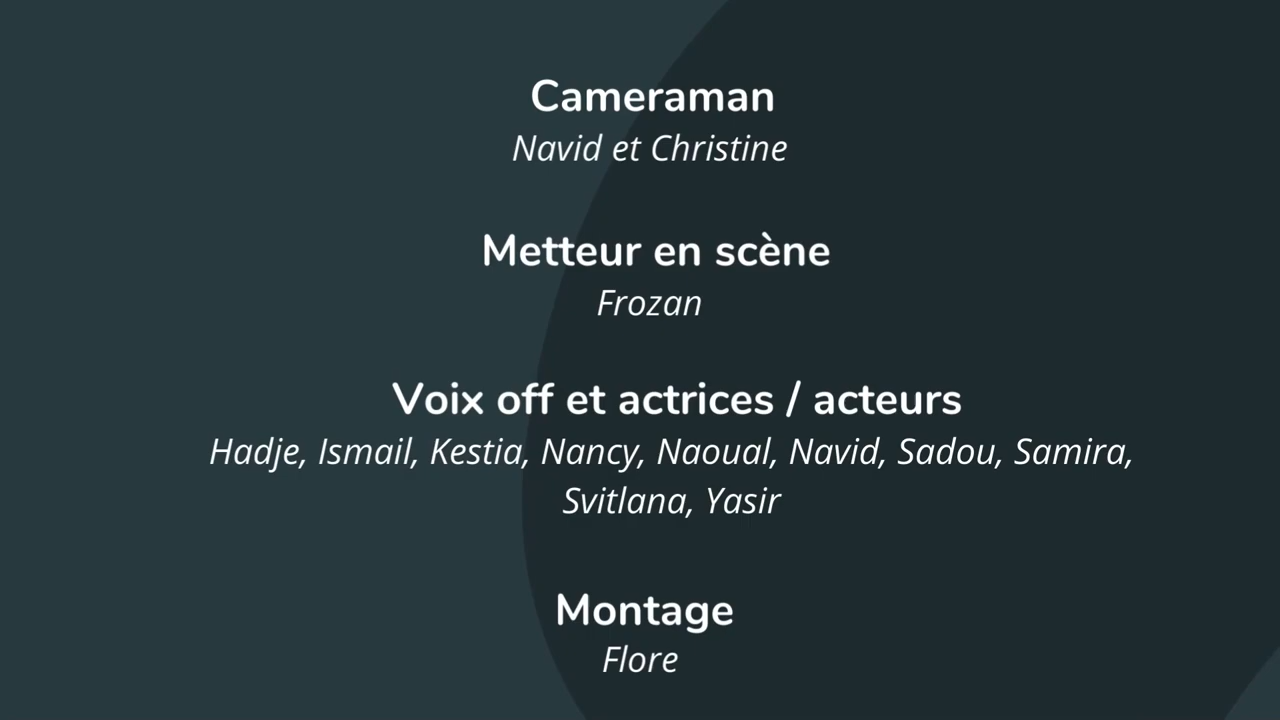 Cameraman
Navid et Christine
Metteur en scène
Frozan
Voix off et actrices / acteurs
Hadje, Ismail, Kestia, Nancy, Naoual, Navid, Sadou, Samira,
Svitlana, Yasir
Montage
Flore